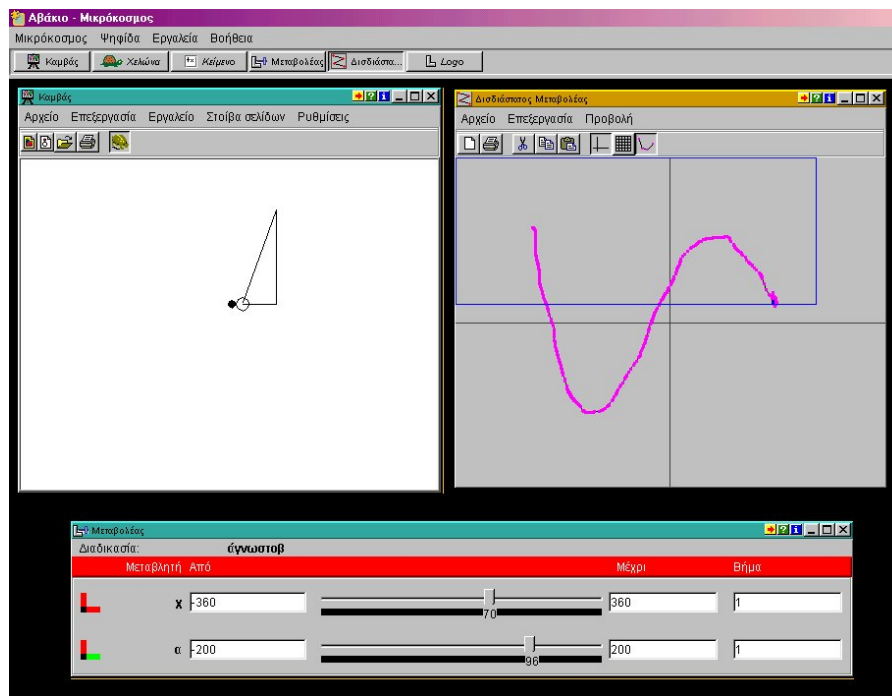 Αβάκιο - Μικρόκοσμος
Μικρόκοσμος Ψηφίδα Εργαλεία Βοήθεια
Καμβάς Χελώνα Κείμενο Μεταβολέας Δισδιάστα... Logo
Καμβάς
Αρχείο Επεξεργασία Εργαλείο Στοίβα σελίδων Ρυθμίσεις
Δισδιάστατος Μεταβολέας
Αρχείο Επεξεργασία Προβολή
Μεταβολέας
Διαδικασία: άγνωστοβ
Μεταβλητή Από Μέχρι Βήμα
χ -360 70 360 1
α -200 96 200 1